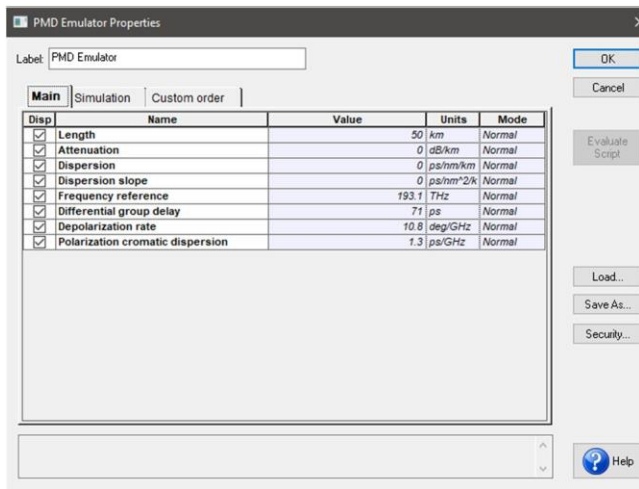 PMD Emulator Properties
Label: PMD Emulator
OK
Cancel
Evaluate Script
Load...
Save As...
Security...
Help
Main Simulation Custom order
Disp Name Value Units Mode
Length 50 km Normal
Attenuation 0 dB/km Normal
Dispersion 0 ps/nm/km Normal
Dispersion slope 0 ps/nm^2/k Normal
Frequency reference 193.1 THz Normal
Differential group delay 71 ps Normal
Depolarization rate 10.8 deg/GHz Normal
Polarization cromatic dispersion 1.3 ps/GHz Normal